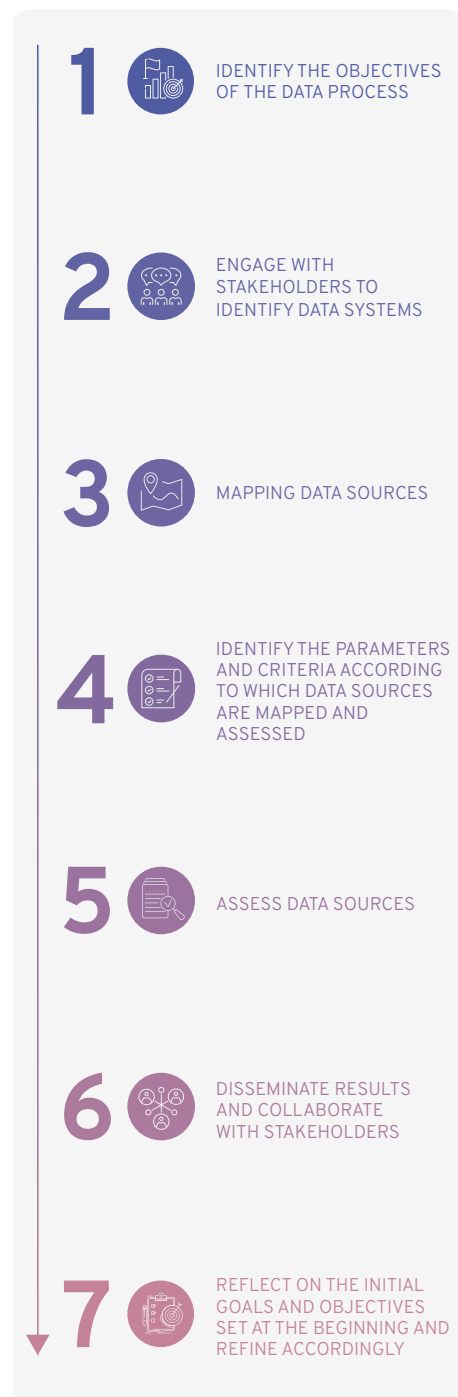 1
IDENTIFY THE OBJECTIVES
OF THE DATA PROCESS
2
ENGAGE WITH
STAKEHOLDERS TO
IDENTIFY DATA SYSTEMS
3
MAPPING DATA SOURCES
4
IDENTIFY THE PARAMETERS
AND CRITERIA ACCORDING
TO WHICH DATA SOURCES
ARE MAPPED AND
ASSESSED
5
ASSESS DATA SOURCES
6
DISSEMINATE RESULTS
AND COLLABORATE
WITH STAKEHOLDERS
7
REFLECT ON THE INITIAL
GOALS AND OBJECTIVES
SET AT THE BEGINNING AND
REFINE ACCORDINGLY